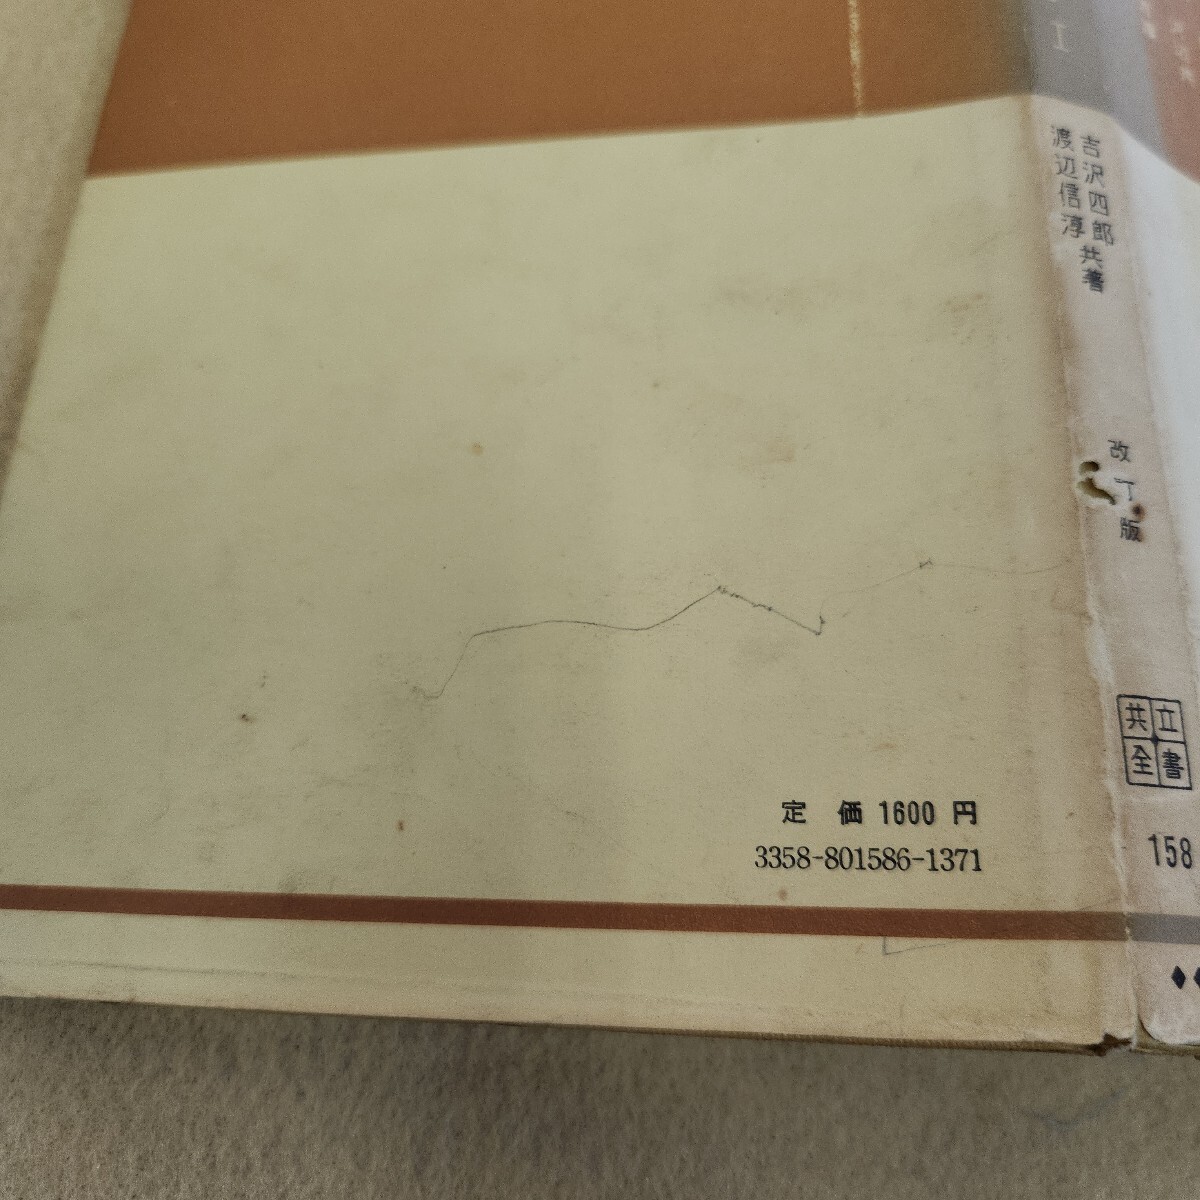 I
吉沢四郎
渡辺信淳
共著
改丁版
共立
全書
158
定 価 1600 円
3358-801586-1371